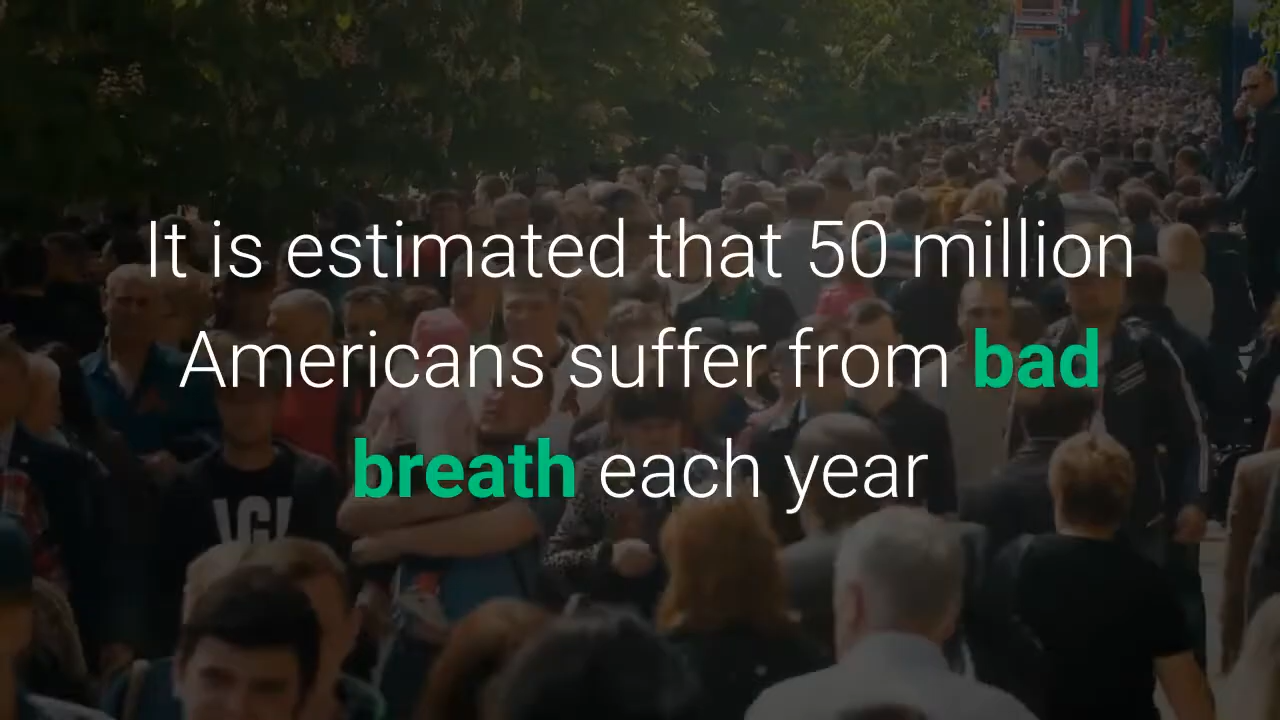 It is estimated that 50 million
Americans suffer from bad
breath each year